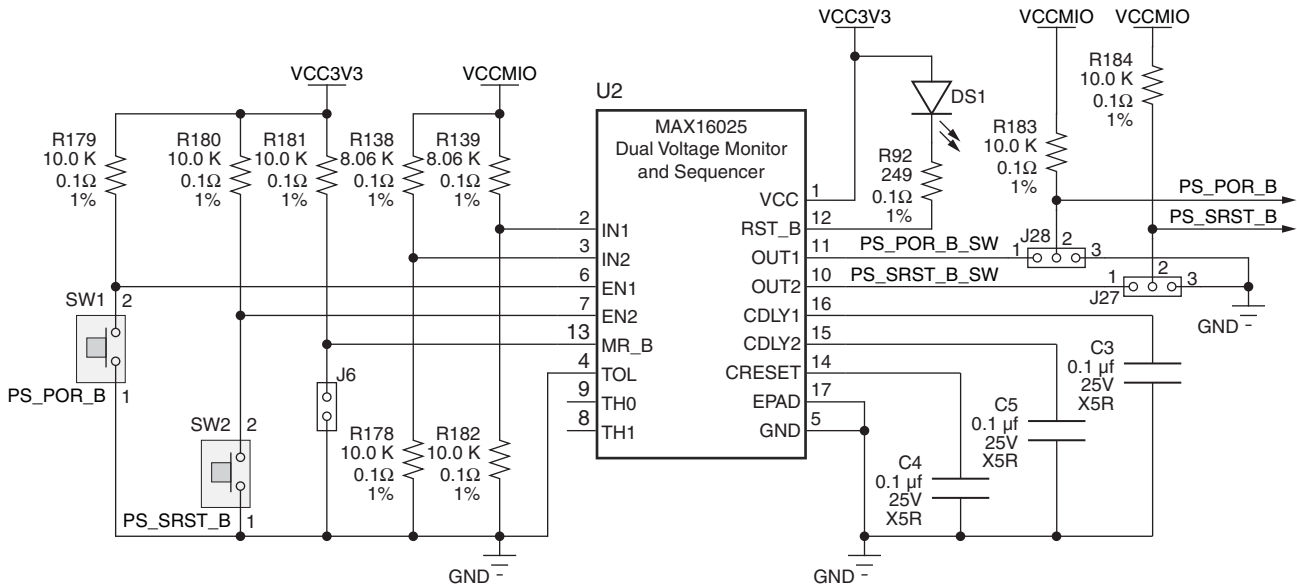 VCC3V3
VCCMIO
VCCMIO
VCC3V3
VCCMIO
U2
MAX16025
Dual Voltage Monitor
and Sequencer
R179
10.0 K
0.1Ω
1%
R180
10.0 K
0.1Ω
1%
R181
10.0 K
0.1Ω
1%
R138
8.06 K
0.1Ω
1%
R139
8.06 K
0.1Ω
1%
DS1
R92
249
0.1Ω
1%
R183
10.0 K
0.1Ω
1%
R184
10.0 K
0.1Ω
1%
2 IN1
3 IN2
6 EN1
7 EN2
13 MR_B
4 TOL
9 TH0
8 TH1
VCC 1
RST_B 12
OUT1 11
OUT2 10
CDLY1 16
CDLY2 15
CRESET 14
EPAD 17
GND 5
PS_POR_B
PS_SRST_B
PS_POR_B_SW
1 J28 2 3
PS_SRST_B_SW
1 2 3
J27
GND
SW1 2
PS_POR_B 1
J6
SW2 2
PS_SRST_B 1
R178
10.0 K
0.1Ω
1%
R182
10.0 K
0.1Ω
1%
C3
0.1 µf
25V
X5R
C5
0.1 µf
25V
X5R
C4
0.1 µf
25V
X5R
GND
GND